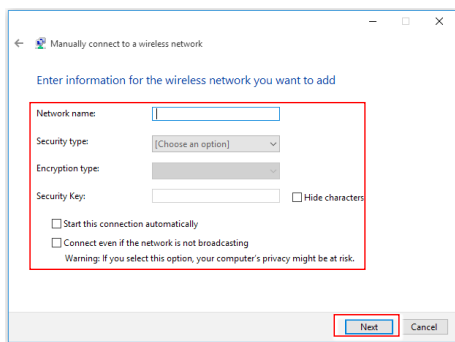 Manually connect to a wireless network
Enter information for the wireless network you want to add
Network name:
Security type: [Choose an option]
Encryption type:
Security Key: Hide characters
Start this connection automatically
Connect even if the network is not broadcasting
Warning: If you select this option, your computer's privacy might be at risk.
Next Cancel